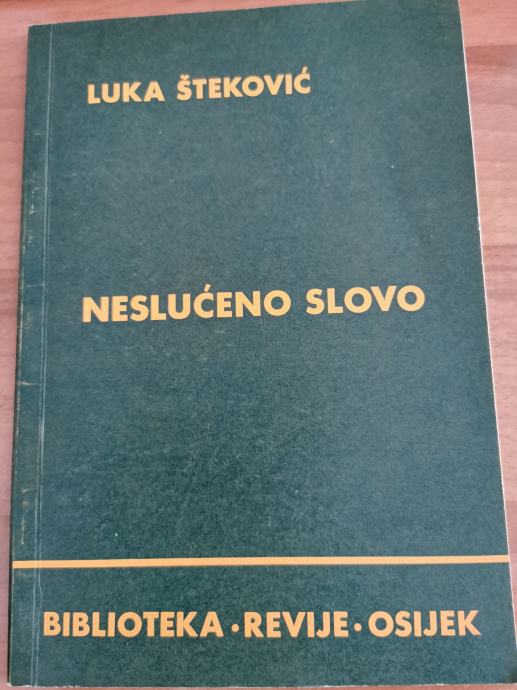 LUKA ŠTEKOVIĆ
NESLUĆENO SLOVO
BIBLIOTEKA • REVIJE • OSIJEK